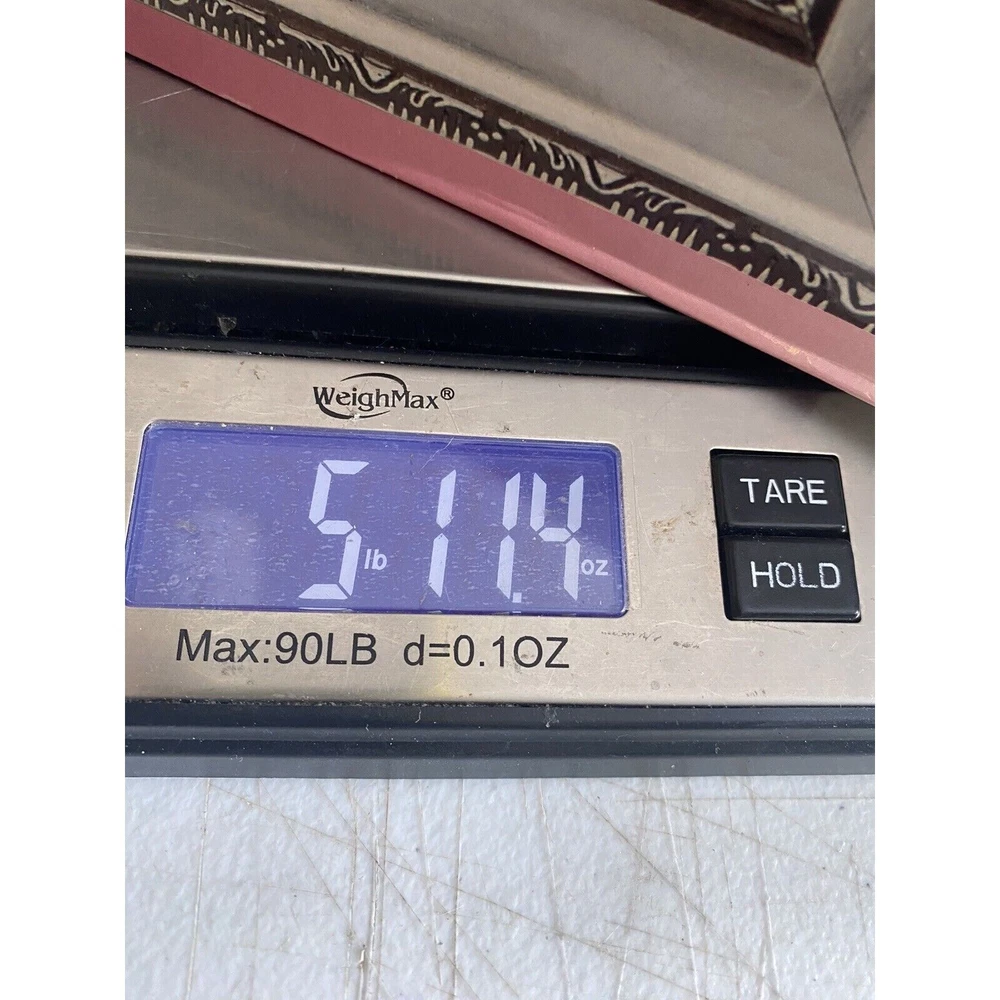 WeighMax®
5 lb 11.4 oz
TARE
HOLD
Max:90LB d=0.1OZ